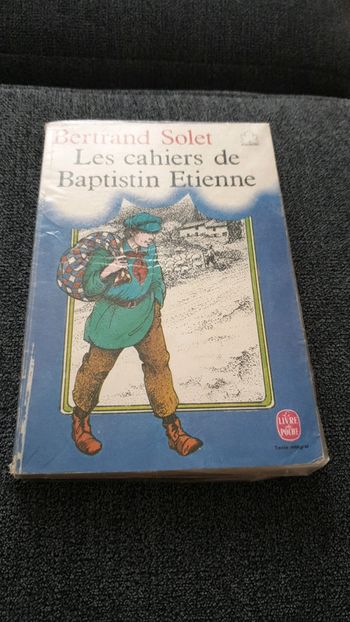 Bertrand Solet
Les cahiers de
Baptistin Etienne
LE LIVRE
DE POCHE
Texte intégral